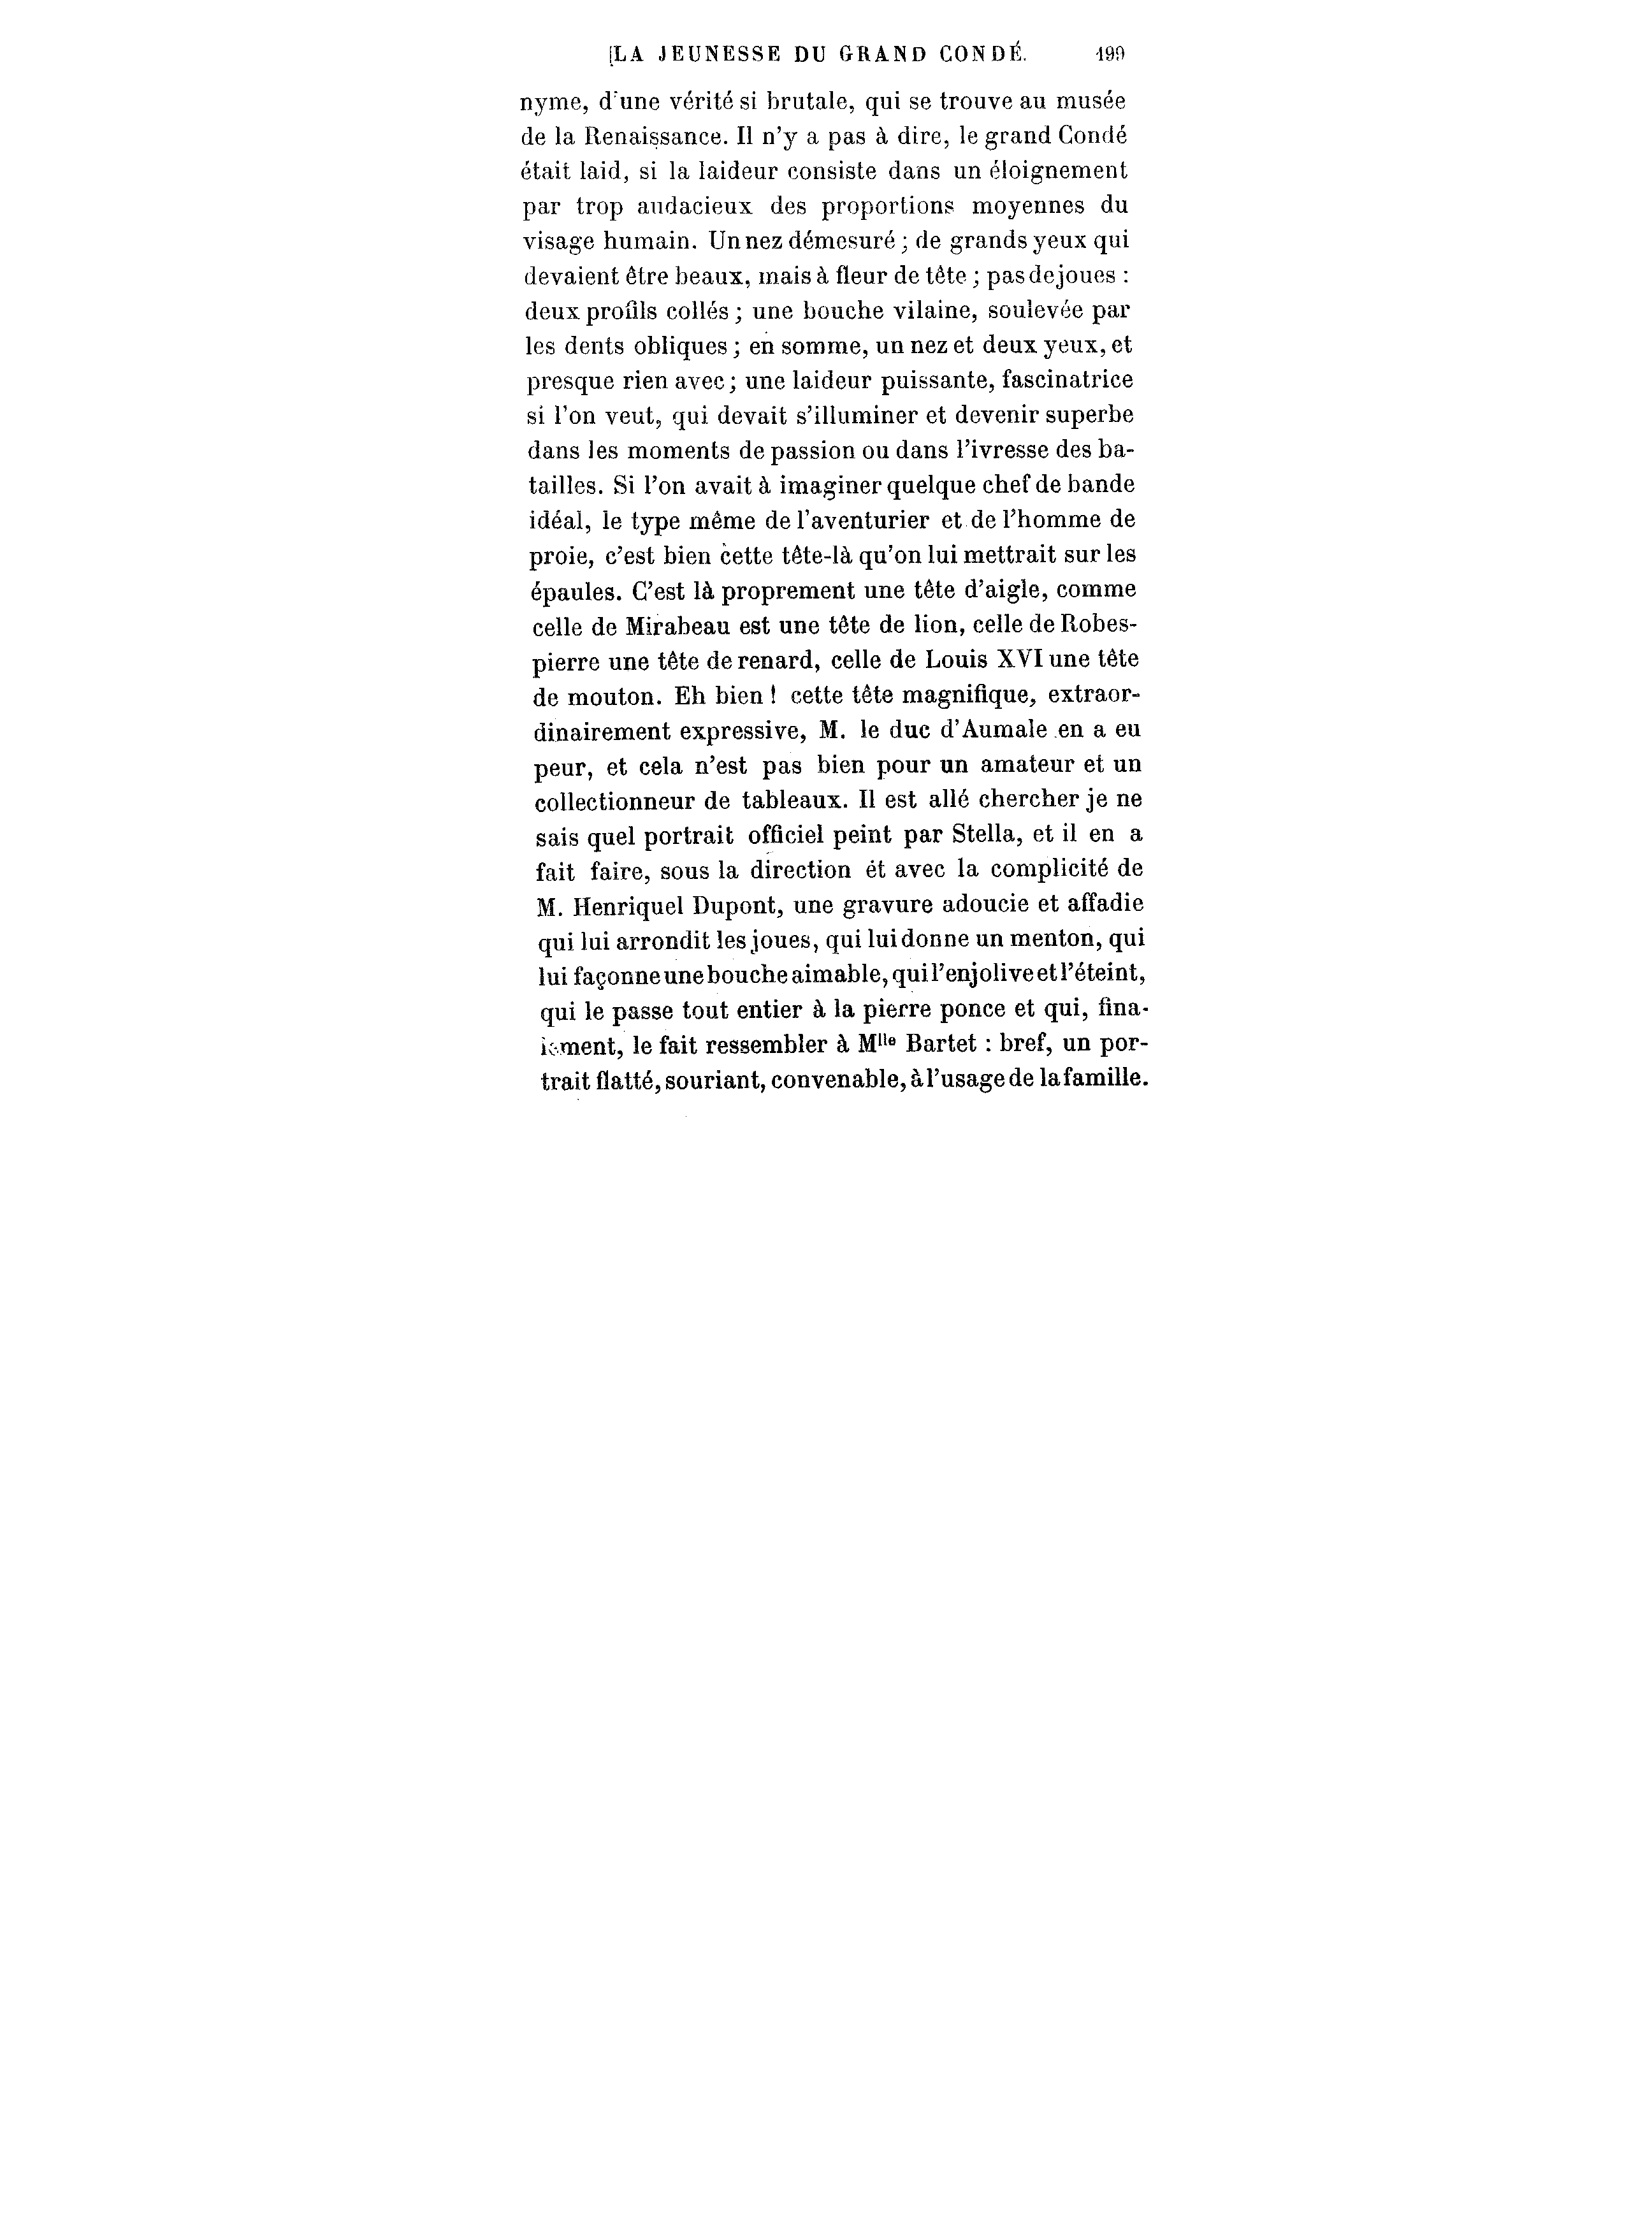 LA JEUNESSE DU GRAND CONDÉ. 199
nyme, d'une vérité si brutale, qui se trouve au musée
de la Renaissance. Il n'y a pas à dire, le grand Condé
était laid, si la laideur consiste dans un éloignement
par trop audacieux des proportions moyennes du
visage humain. Un nez démesuré ; de grands yeux qui
devaient être beaux, mais à fleur de tête ; pas de joues :
deux profils collés ; une bouche vilaine, soulevée par
les dents obliques ; en somme, un nez et deux yeux, et
presque rien avec ; une laideur puissante, fascinatrice
si l'on veut, qui devait s'illuminer et devenir superbe
dans les moments de passion ou dans l'ivresse des ba-
tailles. Si l'on avait à imaginer quelque chef de bande
idéal, le type même de l'aventurier et de l'homme de
proie, c'est bien cette tête-là qu'on lui mettrait sur les
épaules. C'est là proprement une tête d'aigle, comme
celle de Mirabeau est une tête de lion, celle de Robes-
pierre une tête de renard, celle de Louis XVI une tête
de mouton. Eh bien ! cette tête magnifique, extraor-
dinairement expressive, M. le duc d'Aumale en a eu
peur, et cela n'est pas bien pour un amateur et un
collectionneur de tableaux. Il est allé chercher je ne
sais quel portrait officiel peint par Stella, et il en a
fait faire, sous la direction et avec la complicité de
M. Henriquel Dupont, une gravure adoucie et affadie
qui lui arrondit les joues, qui lui donne un menton, qui
lui façonne une bouche aimable, qui l'enjolive et l'éteint,
qui le passe tout entier à la pierre ponce et qui, fina-
lement, le fait ressembler à Mlle Bartet : bref, un por-
trait flatté, souriant, convenable, à l'usage de la famille.